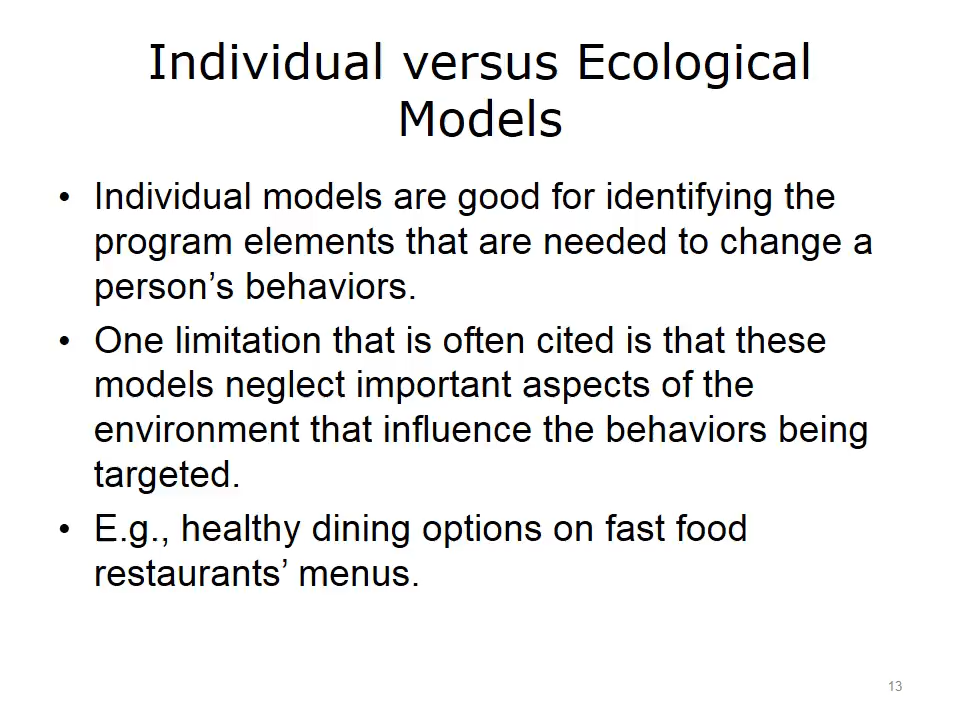 Individual versus Ecological
Models
• Individual models are good for identifying the
program elements that are needed to change a
person’s behaviors.
• One limitation that is often cited is that these
models neglect important aspects of the
environment that influence the behaviors being
targeted.
• E.g., healthy dining options on fast food
restaurants’ menus.
13